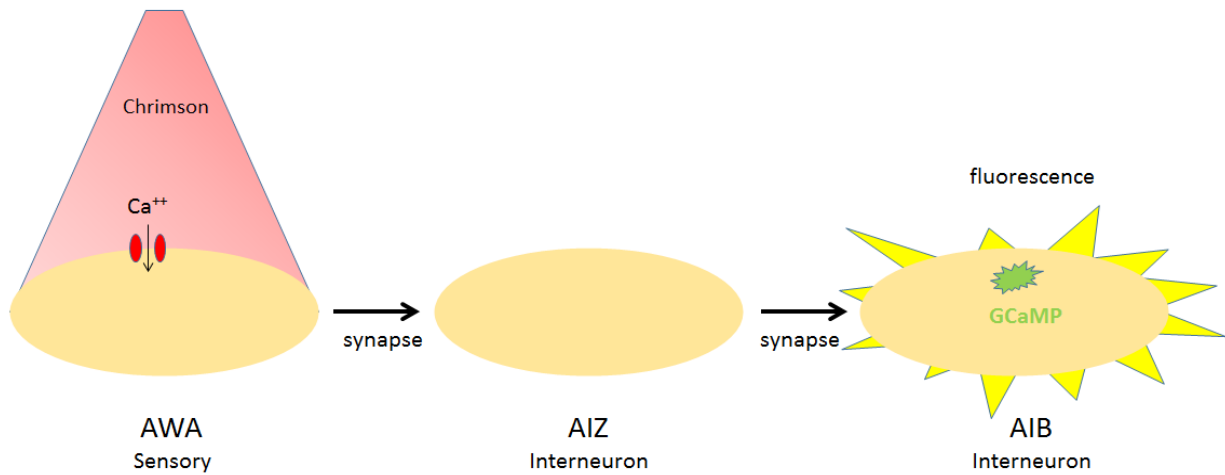 Chrimson
Ca++
fluorescence
GCaMP
synapse
synapse
AWA
Sensory
AIZ
Interneuron
AIB
Interneuron